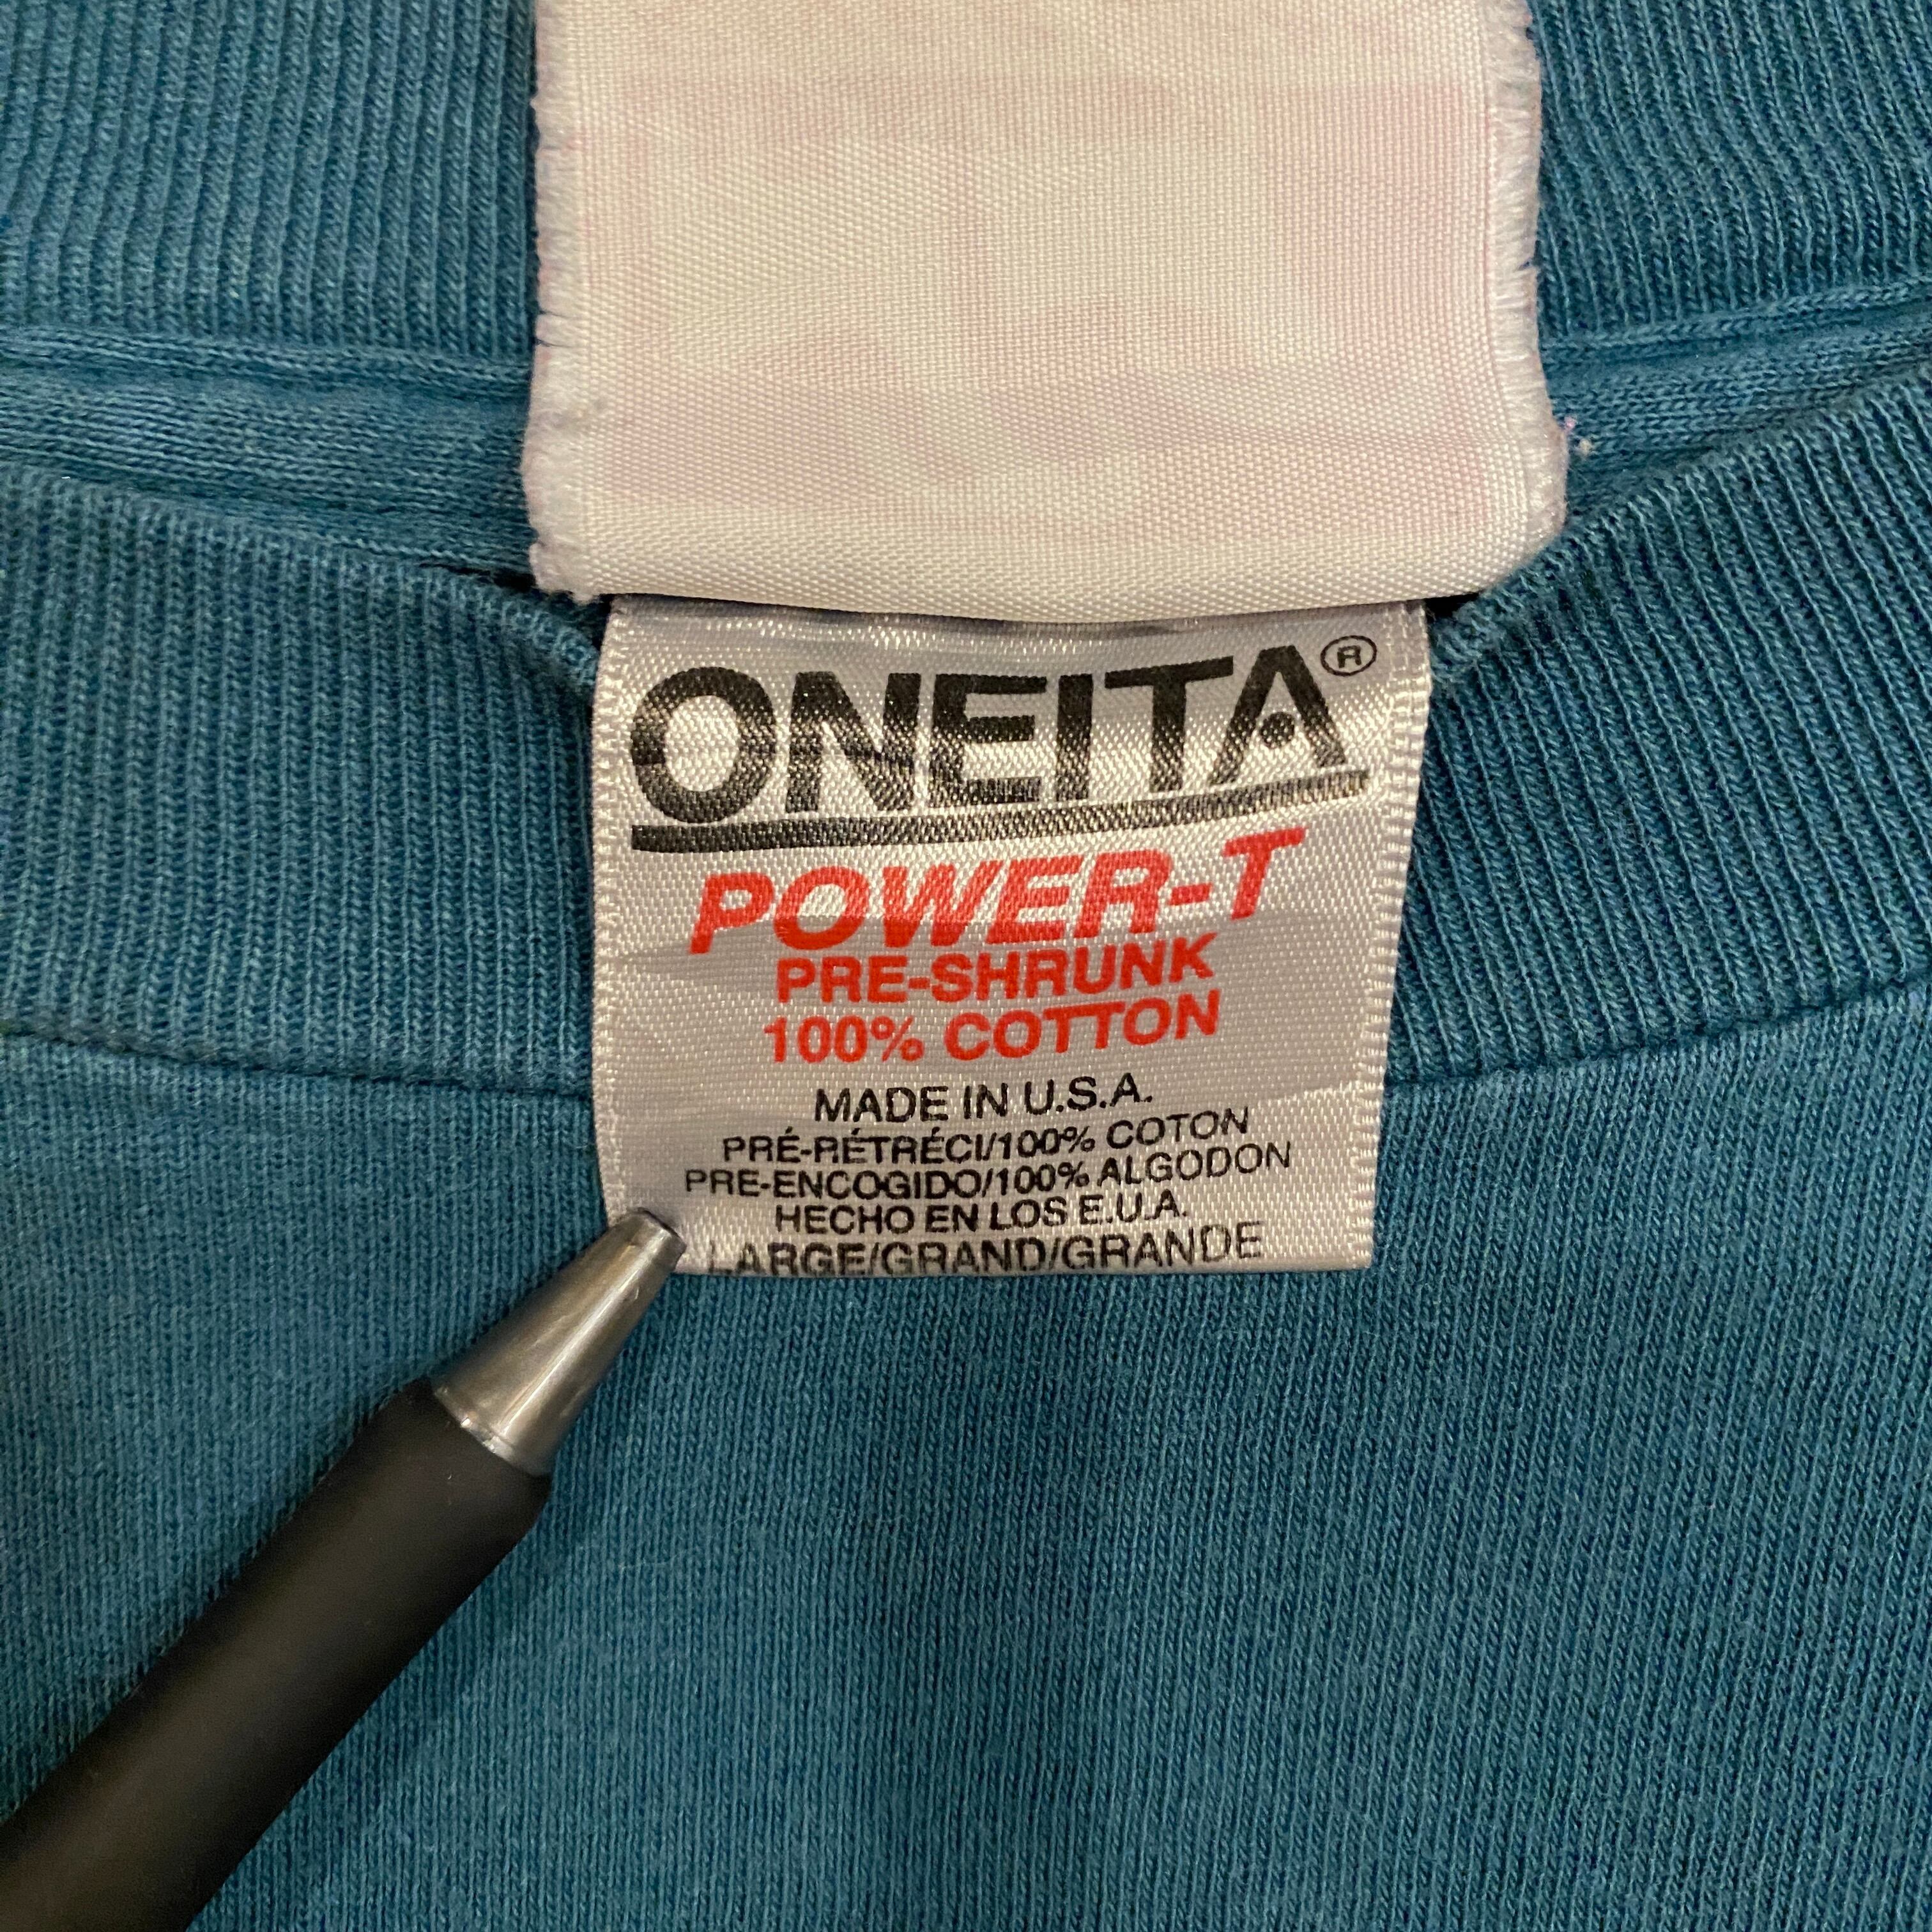 ONEITA®
POWER-T
PRE-SHRUNK
100% COTTON
MADE IN U.S.A.
PRÉ-RÉTRÉCI/100% COTON
PRE-ENCOGIDO/100% ALGODON
HECHO EN LOS E.U.A.
LARGE/GRAND/GRANDE